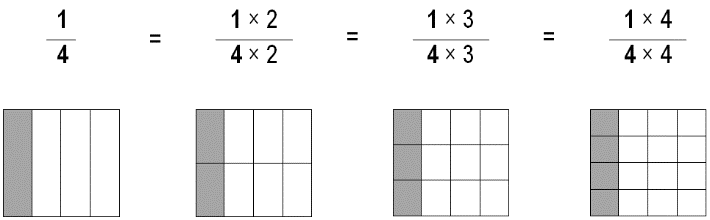 1/4 = 1 × 2/4 × 2 = 1 × 3/4 × 3 = 1 × 4/4 × 4